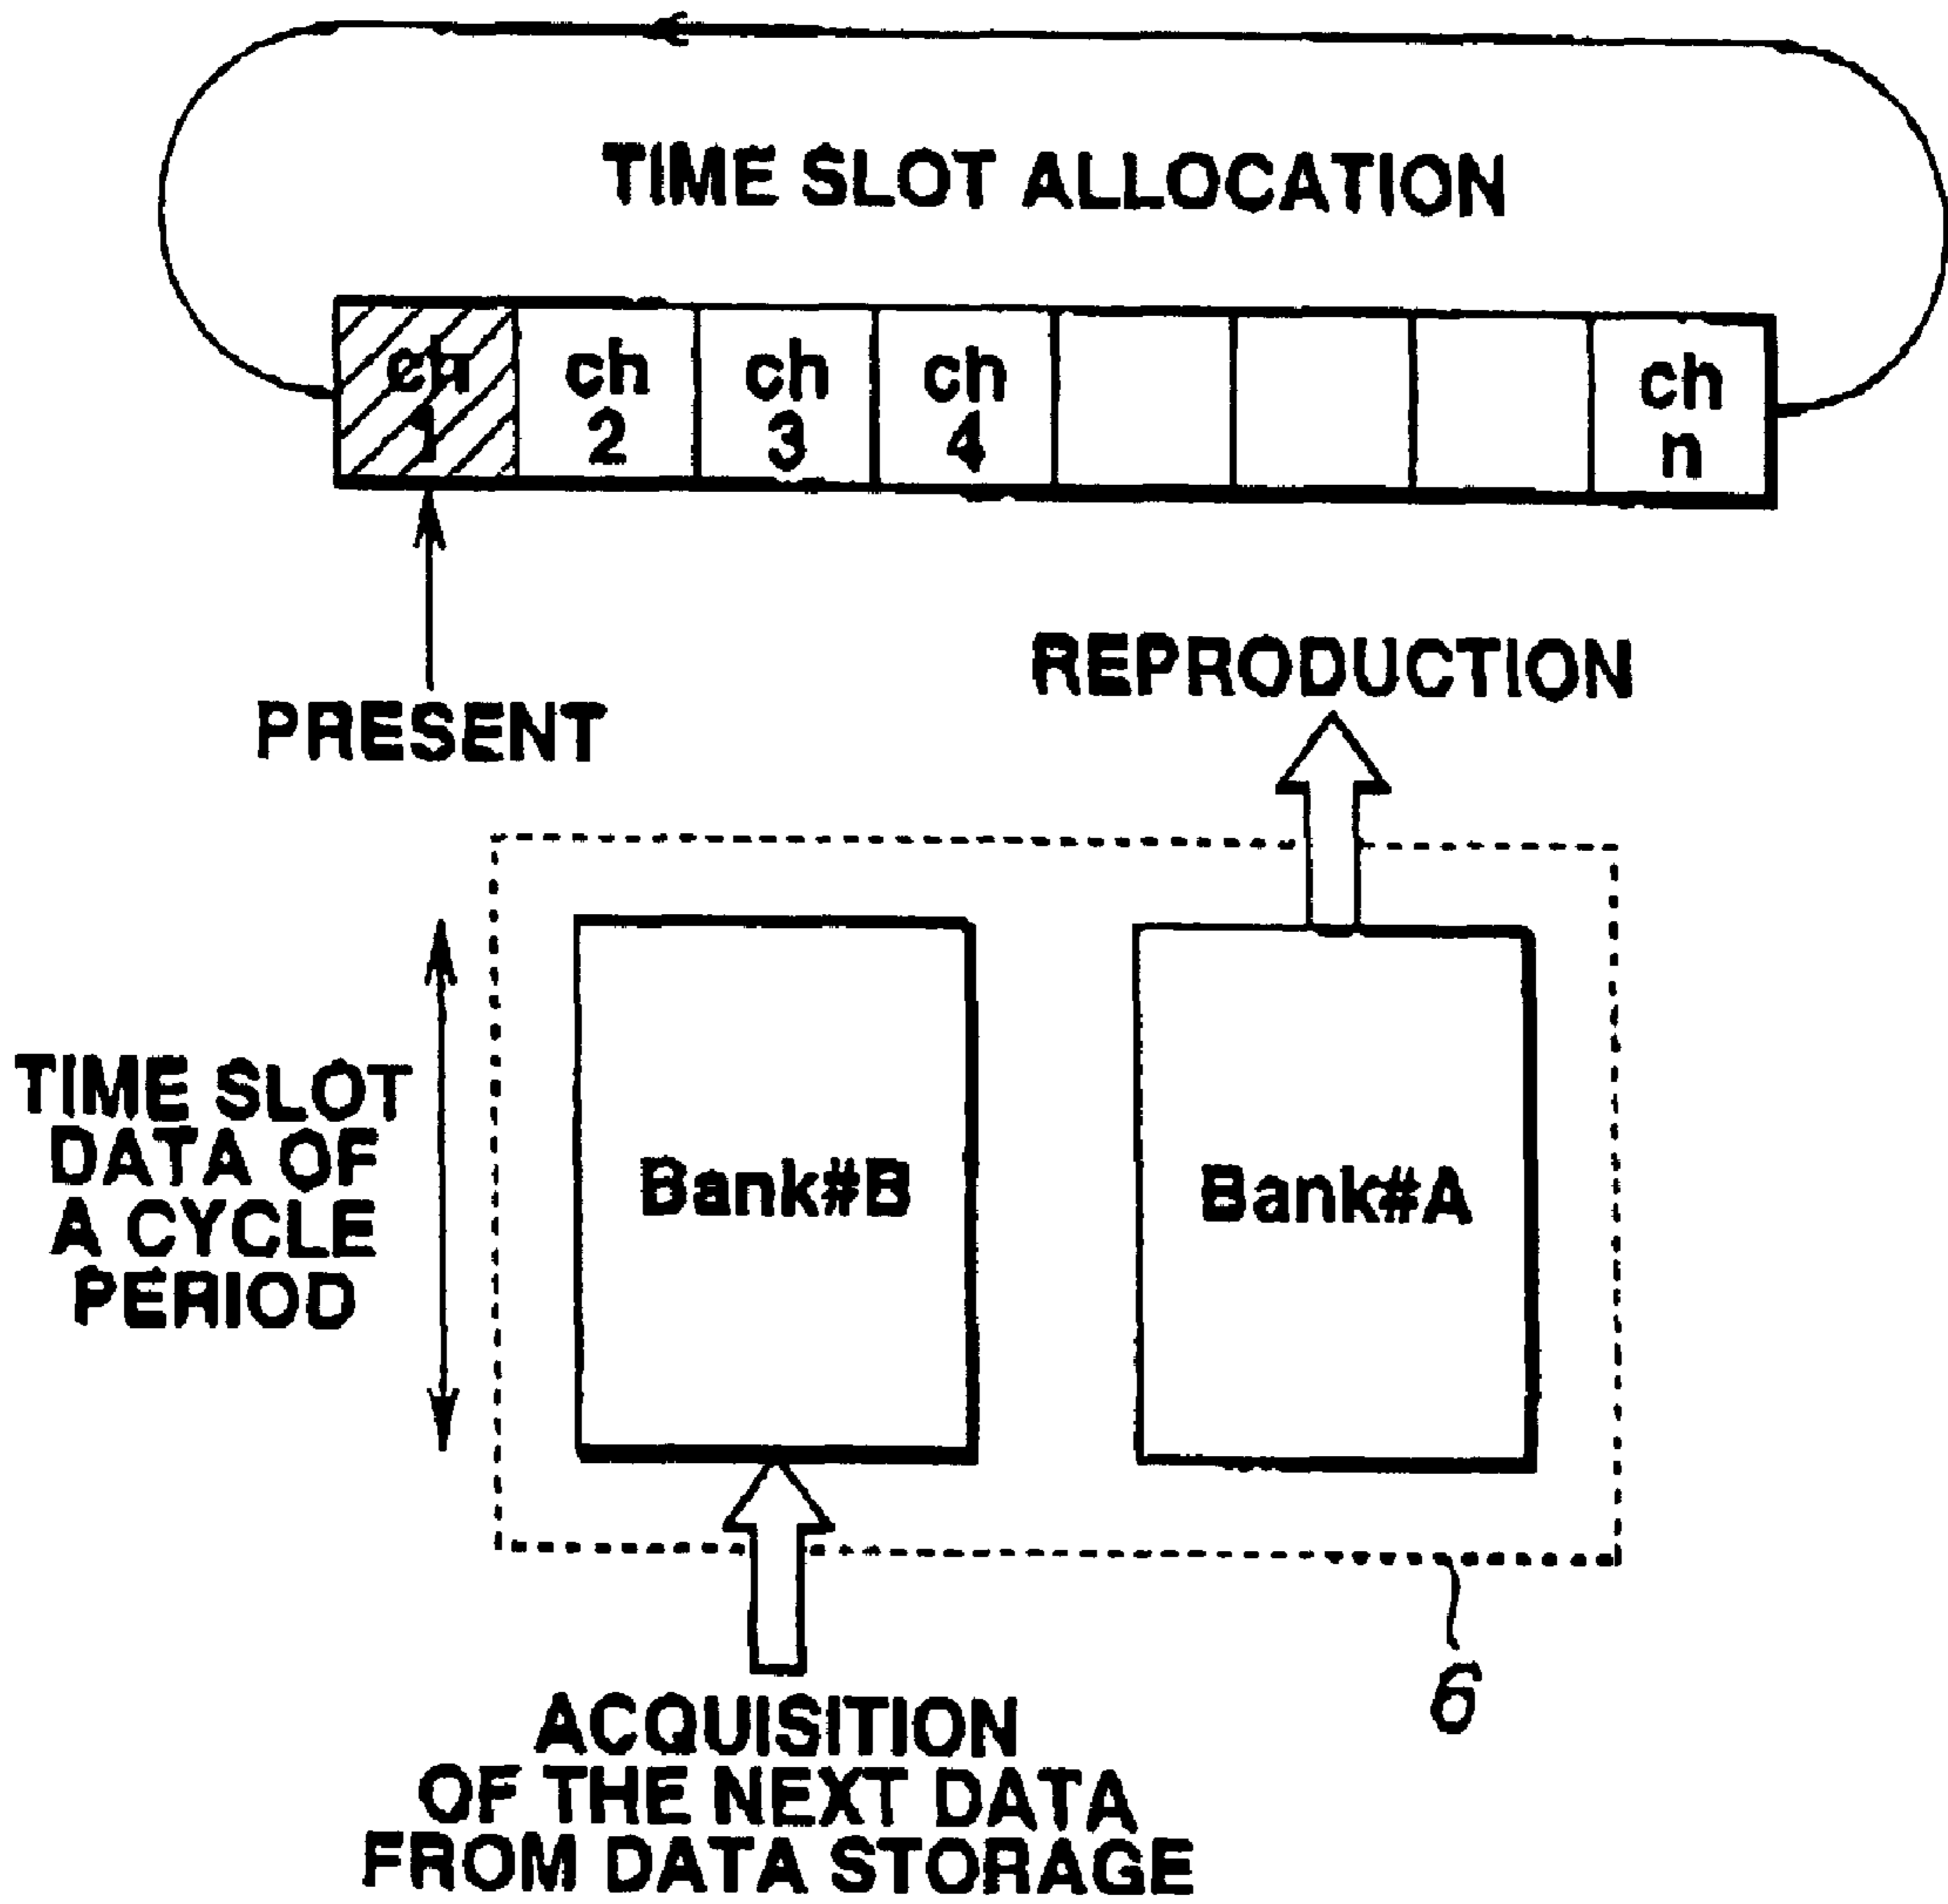 TIME SLOT ALLOCATION
ch
1
ch
2
ch
3
ch
4
ch
n
PRESENT
REPRODUCTION
TIME SLOT
DATA OF
A CYCLE
PERIOD
Bank#B
Bank#A
6
ACQUISITION
OF THE NEXT DATA
FROM DATA STORAGE